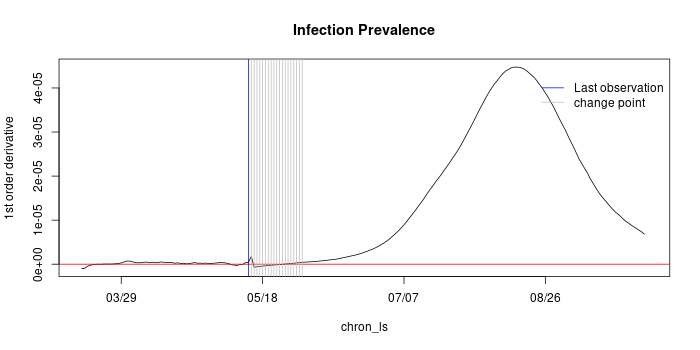 Infection Prevalence
1st order derivative
4e-05
3e-05
2e-05
1e-05
0e+00
Last observation
change point
03/29 05/18 07/07 08/26
chron_ls